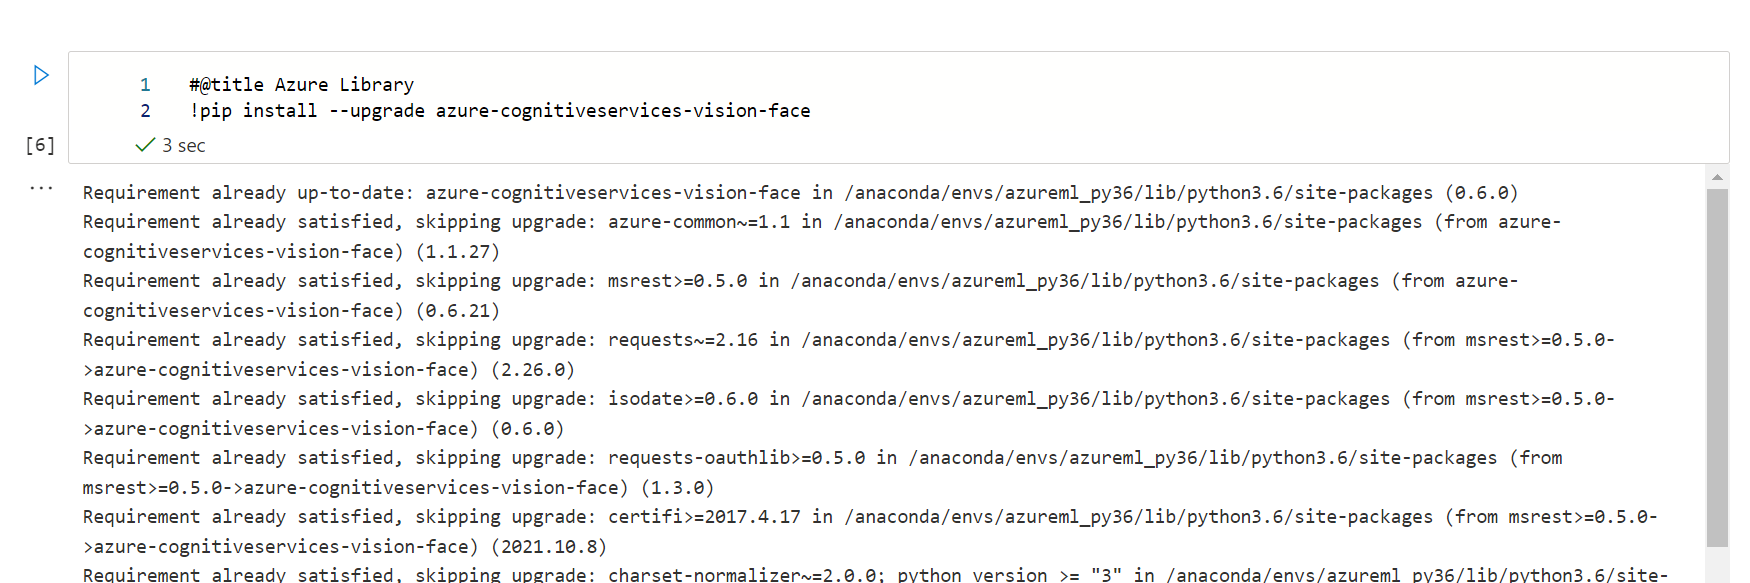 1 #@title Azure Library
2 !pip install --upgrade azure-cognitiveservices-vision-face
[6]
3 sec
...
Requirement already up-to-date: azure-cognitiveservices-vision-face in /anaconda/envs/azureml_py36/lib/python3.6/site-packages (0.6.0)
Requirement already satisfied, skipping upgrade: azure-common~=1.1 in /anaconda/envs/azureml_py36/lib/python3.6/site-packages (from azure-
cognitiveservices-vision-face) (1.1.27)
Requirement already satisfied, skipping upgrade: msrest>=0.5.0 in /anaconda/envs/azureml_py36/lib/python3.6/site-packages (from azure-
cognitiveservices-vision-face) (0.6.21)
Requirement already satisfied, skipping upgrade: requests~=2.16 in /anaconda/envs/azureml_py36/lib/python3.6/site-packages (from msrest>=0.5.0-
>azure-cognitiveservices-vision-face) (2.26.0)
Requirement already satisfied, skipping upgrade: isodate>=0.6.0 in /anaconda/envs/azureml_py36/lib/python3.6/site-packages (from msrest>=0.5.0-
>azure-cognitiveservices-vision-face) (0.6.0)
Requirement already satisfied, skipping upgrade: requests-oauthlib>=0.5.0 in /anaconda/envs/azureml_py36/lib/python3.6/site-packages (from
msrest>=0.5.0->azure-cognitiveservices-vision-face) (1.3.0)
Requirement already satisfied, skipping upgrade: certifi>=2017.4.17 in /anaconda/envs/azureml_py36/lib/python3.6/site-packages (from msrest>=0.5.0-
>azure-cognitiveservices-vision-face) (2021.10.8)
Requirement already satisfied, skipping upgrade: charset-normalizer~=2.0.0; python_version >= "3" in /anaconda/envs/azureml_py36/lib/python3.6/site-